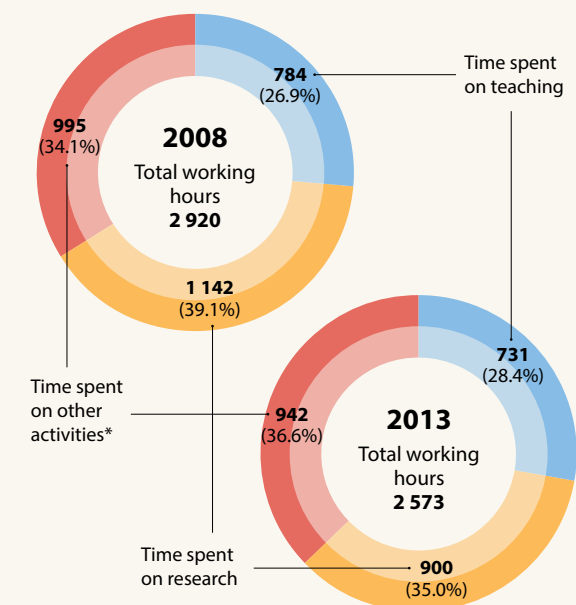 784
(26.9%)
Time spent
on teaching
995
(34.1%)
2008
Total working
hours
2 920
1 142
(39.1%)
731
(28.4%)
Time spent
on other
activities*
942
(36.6%)
2013
Total working
hours
2 573
Time spent
on research
900
(35.0%)